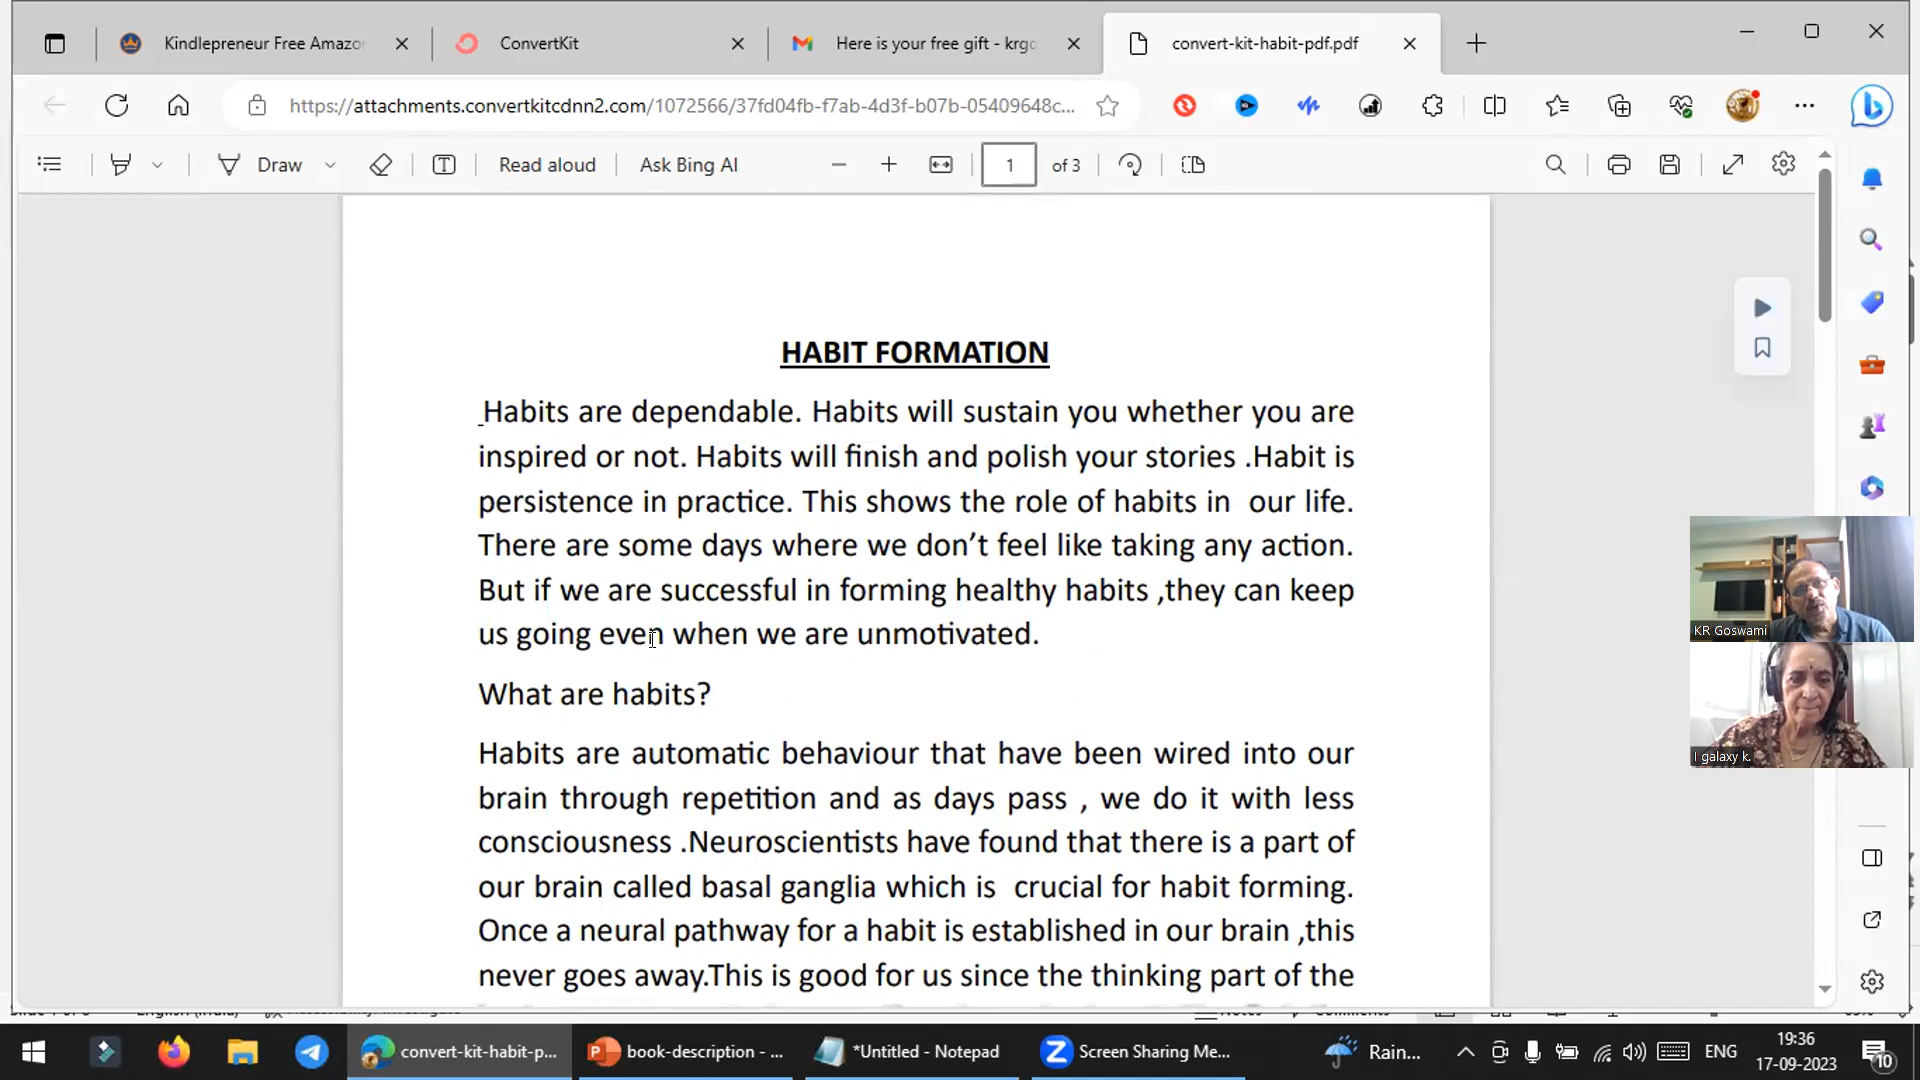 Kindlepreneur Free Amazo
ConvertKit
Here is your free gift - krgo
convert-kit-habit-pdf.pdf
https://attachments.convertkitcdnn2.com/1072566/37fd04fb-f7ab-4d3f-b07b-05409648c...
Draw
Read aloud
Ask Bing AI
1 of 3
HABIT FORMATION
Habits are dependable. Habits will sustain you whether you are
inspired or not. Habits will finish and polish your stories .Habit is
persistence in practice. This shows the role of habits in our life.
There are some days where we don’t feel like taking any action.
But if we are successful in forming healthy habits ,they can keep
us going even when we are unmotivated.
What are habits?
Habits are automatic behaviour that have been wired into our
brain through repetition and as days pass , we do it with less
consciousness .Neuroscientists have found that there is a part of
our brain called basal ganglia which is crucial for habit forming.
Once a neural pathway for a habit is established in our brain ,this
never goes away.This is good for us since the thinking part of the
KR Goswami
I galaxy k.
convert-kit-habit-p...
book-description - ...
*Untitled - Notepad
Screen Sharing Me...
Rain...
ENG
19:36
17-09-2023
10